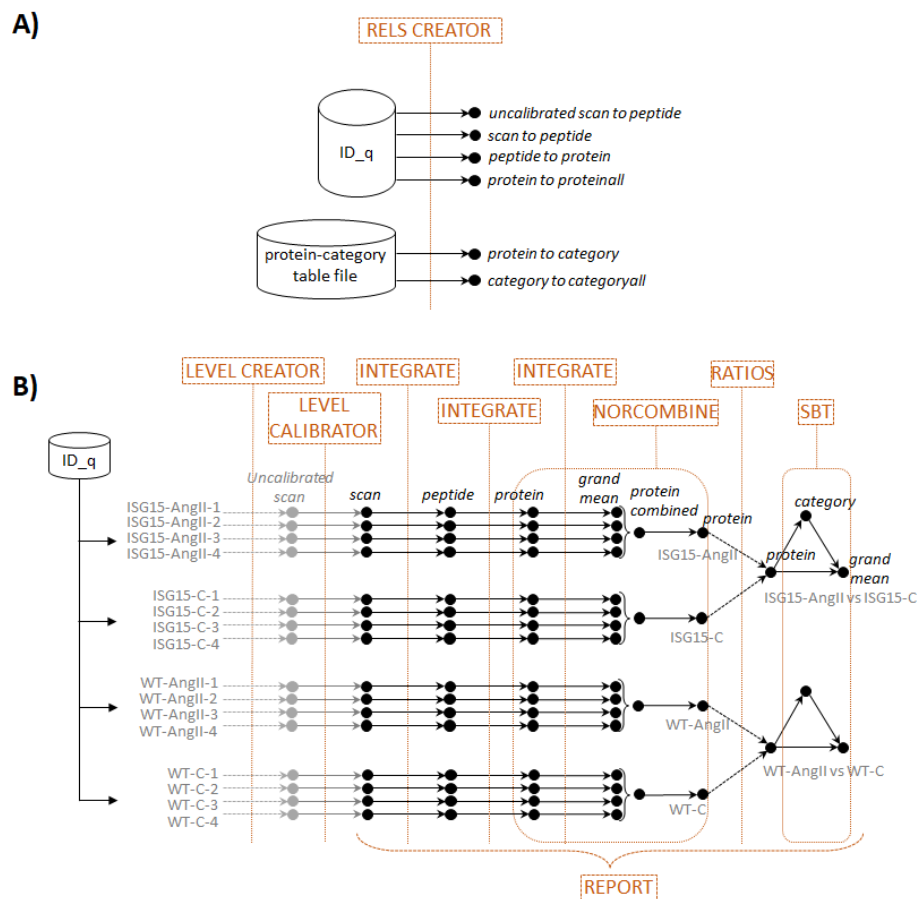 A)
RELS CREATOR
ID_q
uncalibrated scan to peptide
scan to peptide
peptide to protein
protein to proteinall
protein-category
table file
protein to category
category to categoryall
B)
LEVEL CREATOR
INTEGRATE
INTEGRATE
RATIOS
LEVEL
CALIBRATOR
INTEGRATE
NORCOMBINE
SBT
ID_q
Uncalibrated
scan
scan
peptide
protein
grand
mean
protein
combined
protein
category
protein
grand
mean
ISG15-AngII-1
ISG15-AngII-2
ISG15-AngII-3
ISG15-AngII-4
ISG15-AngII
ISG15-AngII vs ISG15-C
ISG15-C-1
ISG15-C-2
ISG15-C-3
ISG15-C-4
ISG15-C
WT-AngII-1
WT-AngII-2
WT-AngII-3
WT-AngII-4
WT-AngII
WT-AngII vs WT-C
WT-C-1
WT-C-2
WT-C-3
WT-C-4
WT-C
REPORT